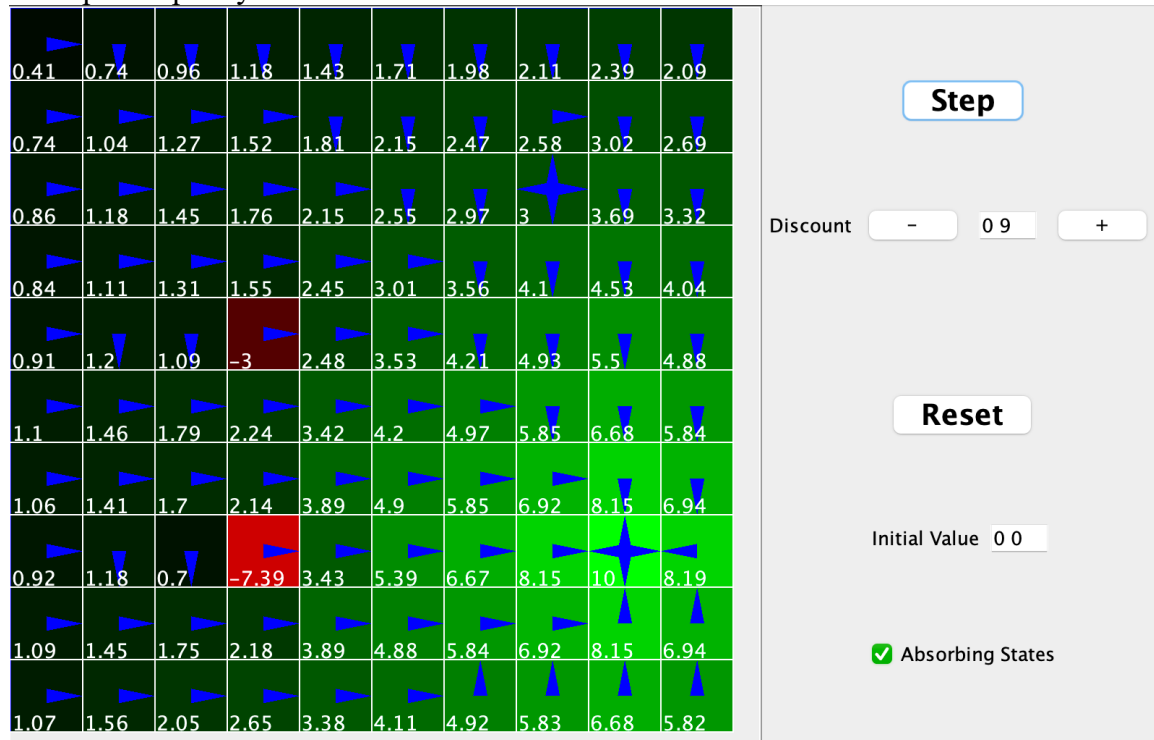 0.41 0.74 0.96 1.18 1.43 1.71 1.98 2.11 2.39 2.09
Step
0.74 1.04 1.27 1.52 1.81 2.15 2.47 2.58 3.02 2.69
0.86 1.18 1.45 1.76 2.15 2.55 2.97 3 3.69 3.32
Discount - 0 9 +
0.84 1.11 1.31 1.55 2.45 3.01 3.56 4.1 4.53 4.04
0.91 1.2 1.09 -3 2.48 3.53 4.21 4.93 5.5 4.88
Reset
1.1 1.46 1.79 2.24 3.42 4.2 4.97 5.85 6.68 5.84
1.06 1.41 1.7 2.14 3.89 4.9 5.85 6.92 8.15 6.94
Initial Value 0 0
0.92 1.18 0.7 -7.39 3.43 5.39 6.67 8.15 10 8.19
1.09 1.45 1.75 2.18 3.89 4.88 5.84 6.92 8.15 6.94
Absorbing States
1.07 1.56 2.05 2.65 3.38 4.11 4.92 5.83 6.68 5.82